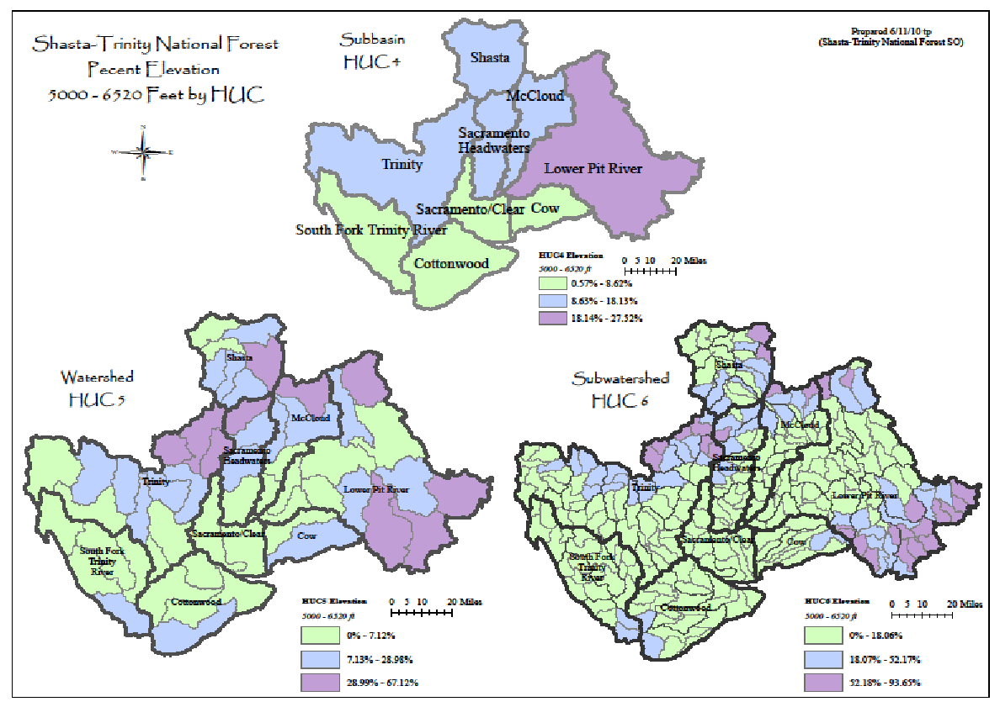 Shasta-Trinity National Forest
Pecent Elevation
5000 - 6520 Feet by HUC
N
W
E
S
Subbasin
HUC 4
Prepared 6/11/10 tp
(Shasta-Trinity National Forest SO)
Shasta
McCloud
Sacramento
Headwaters
Trinity
Lower Pit River
Sacramento/Clear
Cow
South Fork Trinity River
Cottonwood
HUC4 Elevation
5000 - 6520 ft
0 5 10 20 Miles
0.57% - 8.62%
8.63% - 18.13%
18.14% - 27.52%
Watershed
HUC 5
Shasta
McCloud
Sacramento
Headwaters
Trinity
Lower Pit River
Sacramento/Clear
Cow
South Fork
Trinity
River
Cottonwood
HUC5 Elevation
5000 - 6520 ft
0 5 10 20 Miles
0% - 7.12%
7.13% - 28.98%
28.99% - 67.12%
Subwatershed
HUC 6
Shasta
McCloud
Sacramento
Headwaters
Trinity
Lower Pit River
Sacramento/Clear
Cow
South Fork
Trinity
River
Cottonwood
HUC6 Elevation
5000 - 6520 ft
0 5 10 20 Miles
0% - 18.06%
18.07% - 52.17%
52.18% - 93.65%